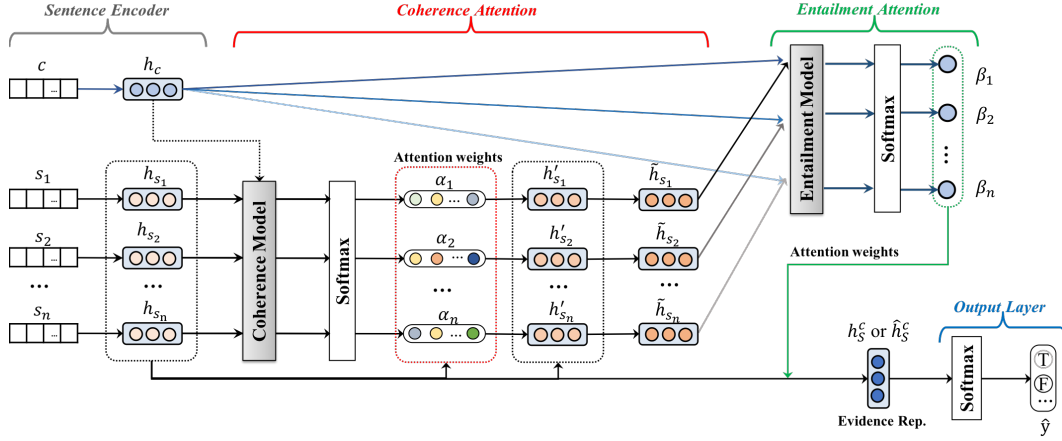 Sentence Encoder
Coherence Attention
Entailment Attention
c
h_c
...
Entailment Model
Softmax
β_1
β_2
...
β_n
Attention weights
s_1
...
h_{s_1}
s_2
...
h_{s_2}
...
...
s_n
...
h_{s_n}
Coherence Model
Softmax
α_1
...
α_2
...
...
α_n
...
h'_{s_1}
h'_{s_2}
...
h'_{s_n}
h̃_{s_1}
h̃_{s_2}
...
h̃_{s_n}
Attention weights
Output Layer
h_S^c or ĥ_S^c
Evidence Rep.
Softmax
T
F
...
ŷ